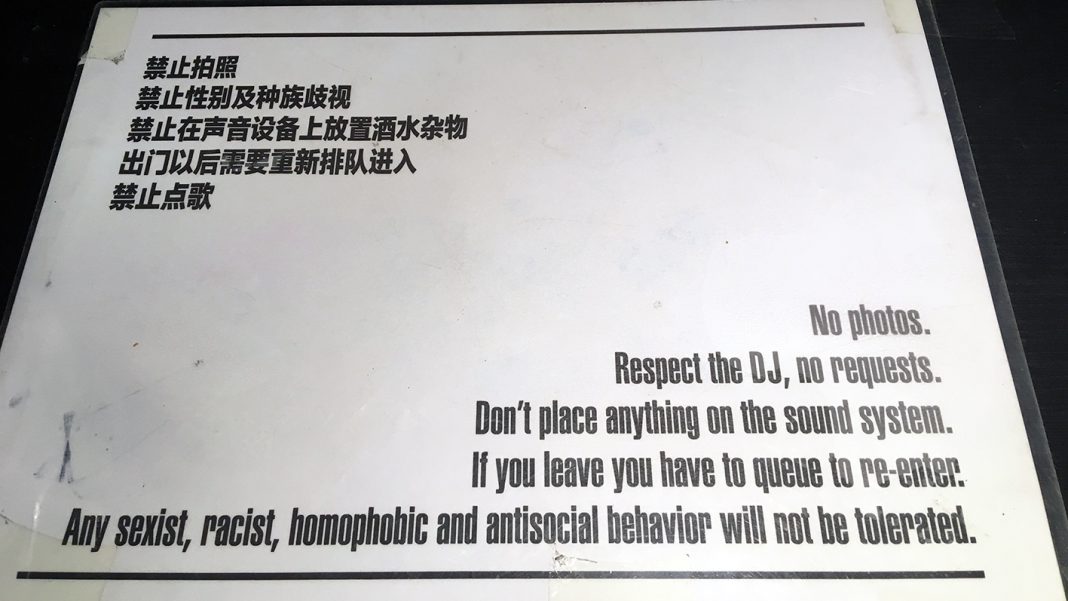 禁止拍照
禁止性别及种族歧视
禁止在声音设备上放置酒水杂物
出门以后需要重新排队进入
禁止点歌
No photos.
Respect the DJ, no requests.
Don't place anything on the sound system.
If you leave you have to queue to re-enter.
Any sexist, racist, homophobic and antisocial behavior will not be tolerated.